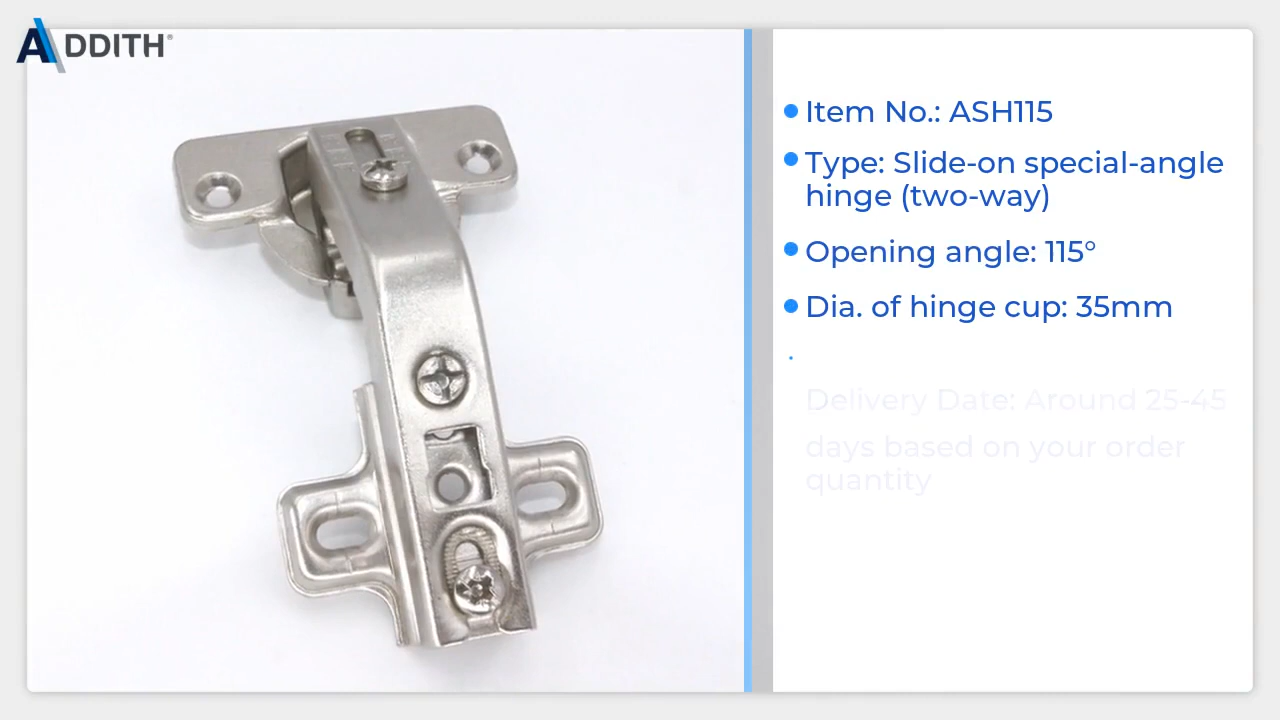 ADDITH®
Item No.: ASH115
Type: Slide-on special-angle
hinge (two-way)
Opening angle: 115°
Dia. of hinge cup: 35mm
Delivery Date: Around 25-45
days based on your order
quantity